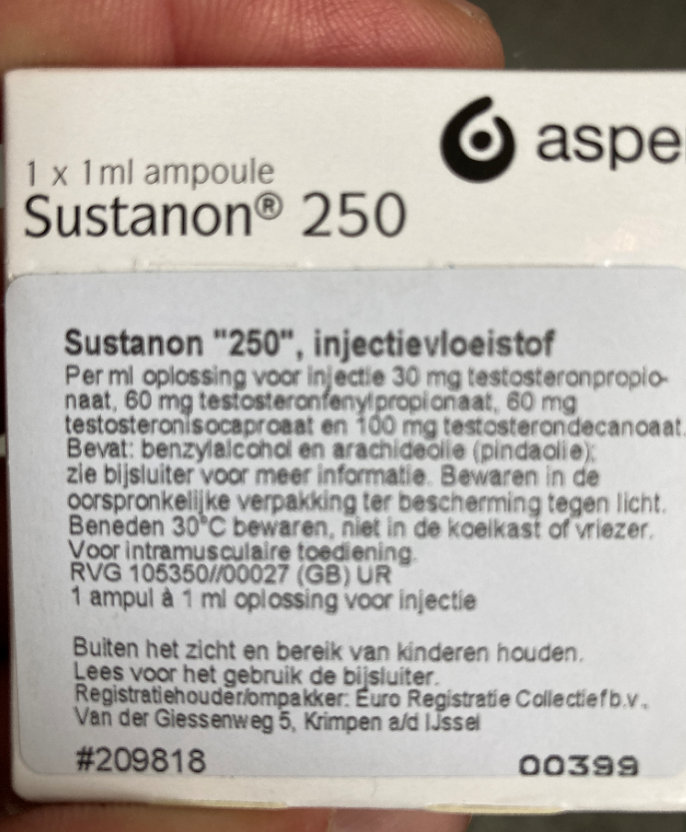 aspe
1 x 1ml ampoule
Sustanon® 250
Sustanon "250", injectievloeistof
Per ml oplossing voor injectie 30 mg testosteronpropio-
naat, 60 mg testosteronfenylpropionaat, 60 mg
testosteronisocaproaat en 100 mg testosterondecanoaat.
Bevat: benzylalcohol en arachideolie (pindaolie);
zie bijsluiter voor meer informatie. Bewaren in de
oorspronkelijke verpakking ter bescherming tegen licht.
Beneden 30°C bewaren, niet in de koelkast of vriezer.
Voor intramusculaire toediening.
RVG 105350//00027 (GB) UR
1 ampul à 1 ml oplossing voor injectie
Buiten het zicht en bereik van kinderen houden.
Lees voor het gebruik de bijsluiter.
Registratiehouder/ompakker: Euro Registratie Collectief b.v.,
Van der Giessenweg 5, Krimpen a/d IJssel
#209818 00399